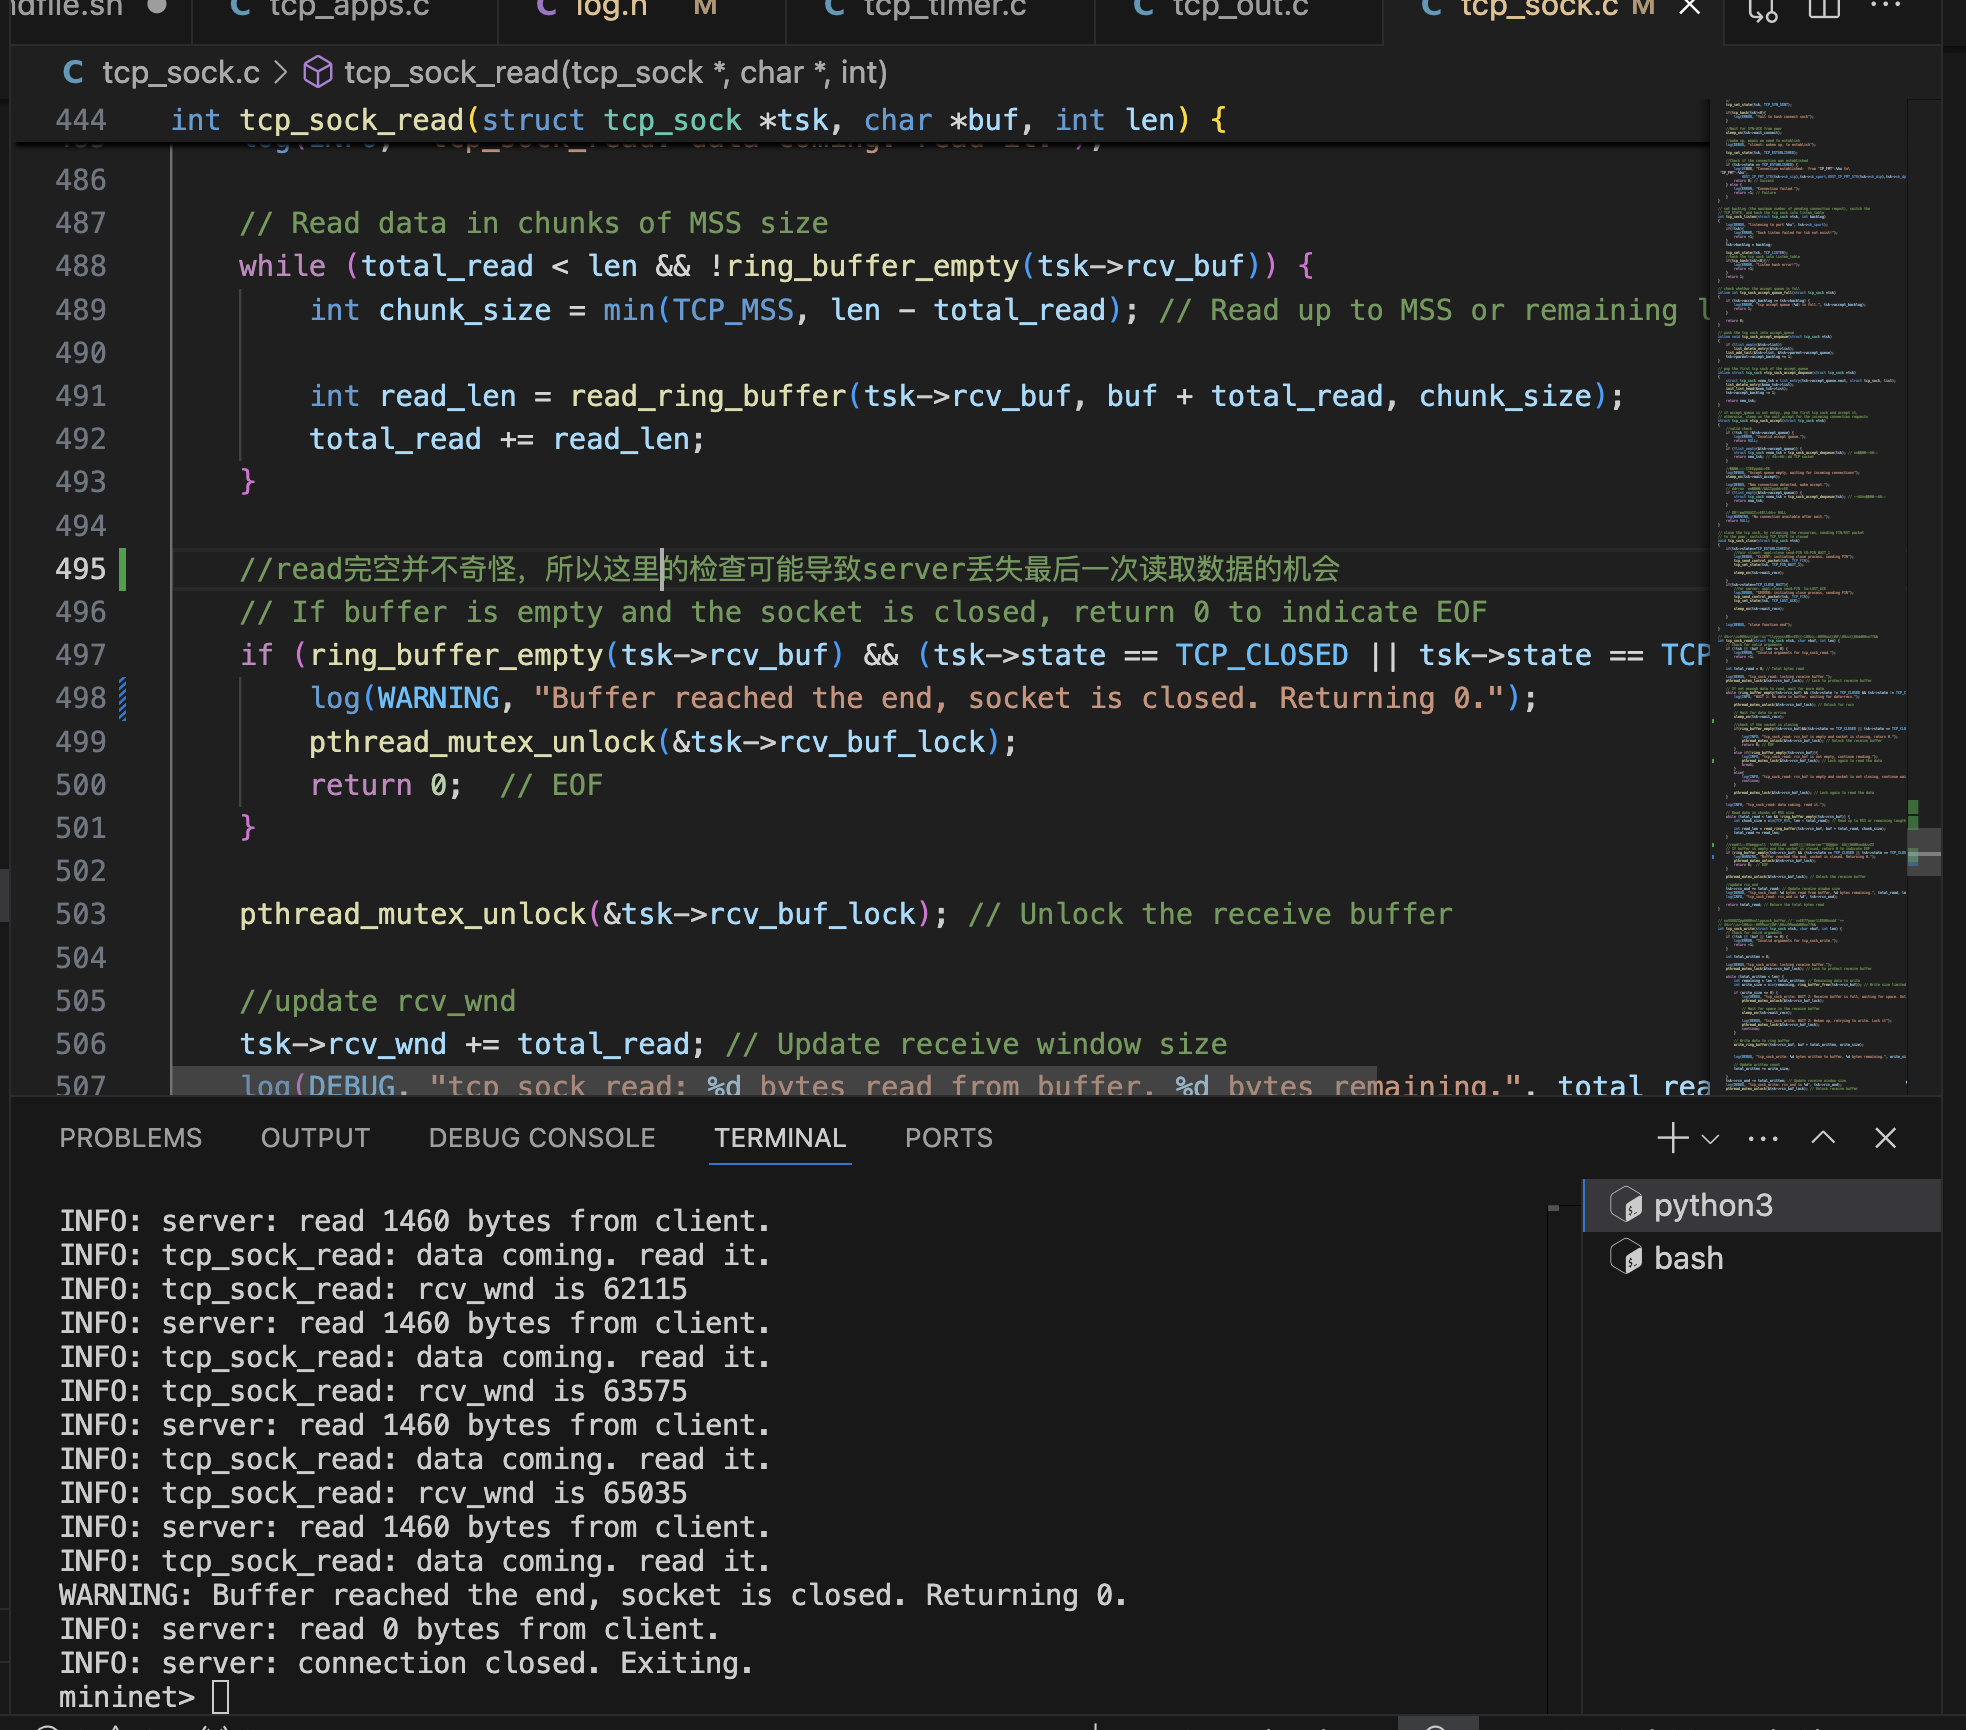 ndfile.sh
C tcp_apps.c
C log.h M
C tcp_timer.c
C tcp_out.c
C tcp_sock.c M
C tcp_sock.c > tcp_sock_read(tcp_sock *, char *, int)
444 int tcp_sock_read(struct tcp_sock *tsk, char *buf, int len) {
486
487 // Read data in chunks of MSS size
488 while (total_read < len && !ring_buffer_empty(tsk->rcv_buf)) {
489 int chunk_size = min(TCP_MSS, len - total_read); // Read up to MSS or remaining l
490
491 int read_len = read_ring_buffer(tsk->rcv_buf, buf + total_read, chunk_size);
492 total_read += read_len;
493 }
494
495 //read完空并不奇怪，所以这里的检查可能导致server丢失最后一次读取数据的机会
496 // If buffer is empty and the socket is closed, return 0 to indicate EOF
497 if (ring_buffer_empty(tsk->rcv_buf) && (tsk->state == TCP_CLOSED || tsk->state == TCP
498 log(WARNING, "Buffer reached the end, socket is closed. Returning 0.");
499 pthread_mutex_unlock(&tsk->rcv_buf_lock);
500 return 0; // EOF
501 }
502
503 pthread_mutex_unlock(&tsk->rcv_buf_lock); // Unlock the receive buffer
504
505 //update rcv_wnd
506 tsk->rcv_wnd += total_read; // Update receive window size
507 log(DEBUG, "tcp_sock_read: %d bytes read from buffer, %d bytes remaining.", total_rea
PROBLEMS OUTPUT DEBUG CONSOLE TERMINAL PORTS
INFO: server: read 1460 bytes from client.
INFO: tcp_sock_read: data coming. read it.
INFO: tcp_sock_read: rcv_wnd is 62115
INFO: server: read 1460 bytes from client.
INFO: tcp_sock_read: data coming. read it.
INFO: tcp_sock_read: rcv_wnd is 63575
INFO: server: read 1460 bytes from client.
INFO: tcp_sock_read: data coming. read it.
INFO: tcp_sock_read: rcv_wnd is 65035
INFO: server: read 1460 bytes from client.
INFO: tcp_sock_read: data coming. read it.
WARNING: Buffer reached the end, socket is closed. Returning 0.
INFO: server: read 0 bytes from client.
INFO: server: connection closed. Exiting.
mininet>
python3
bash